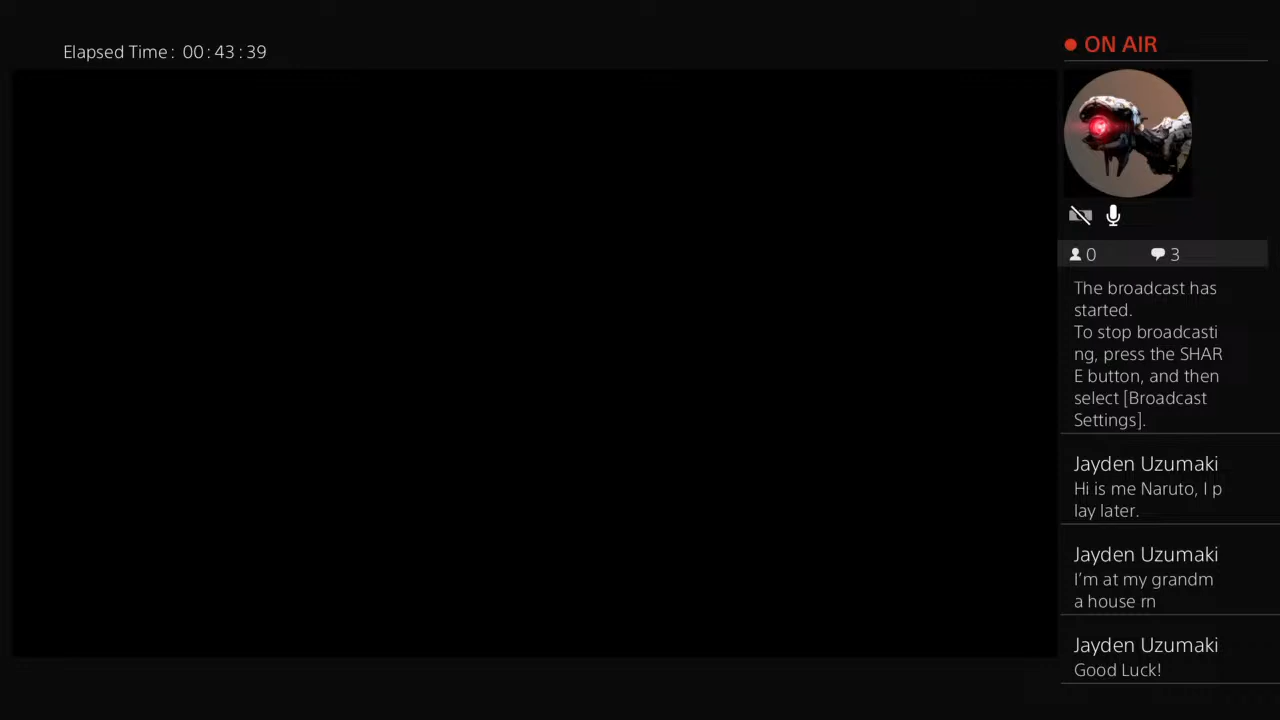 Elapsed Time: 00:43:39
ON AIR
0 3
The broadcast has
started.
To stop broadcasti
ng, press the SHAR
E button, and then
select [Broadcast
Settings].
Jayden Uzumaki
Hi is me Naruto, I p
lay later.
Jayden Uzumaki
I’m at my grandm
a house rn
Jayden Uzumaki
Good Luck!